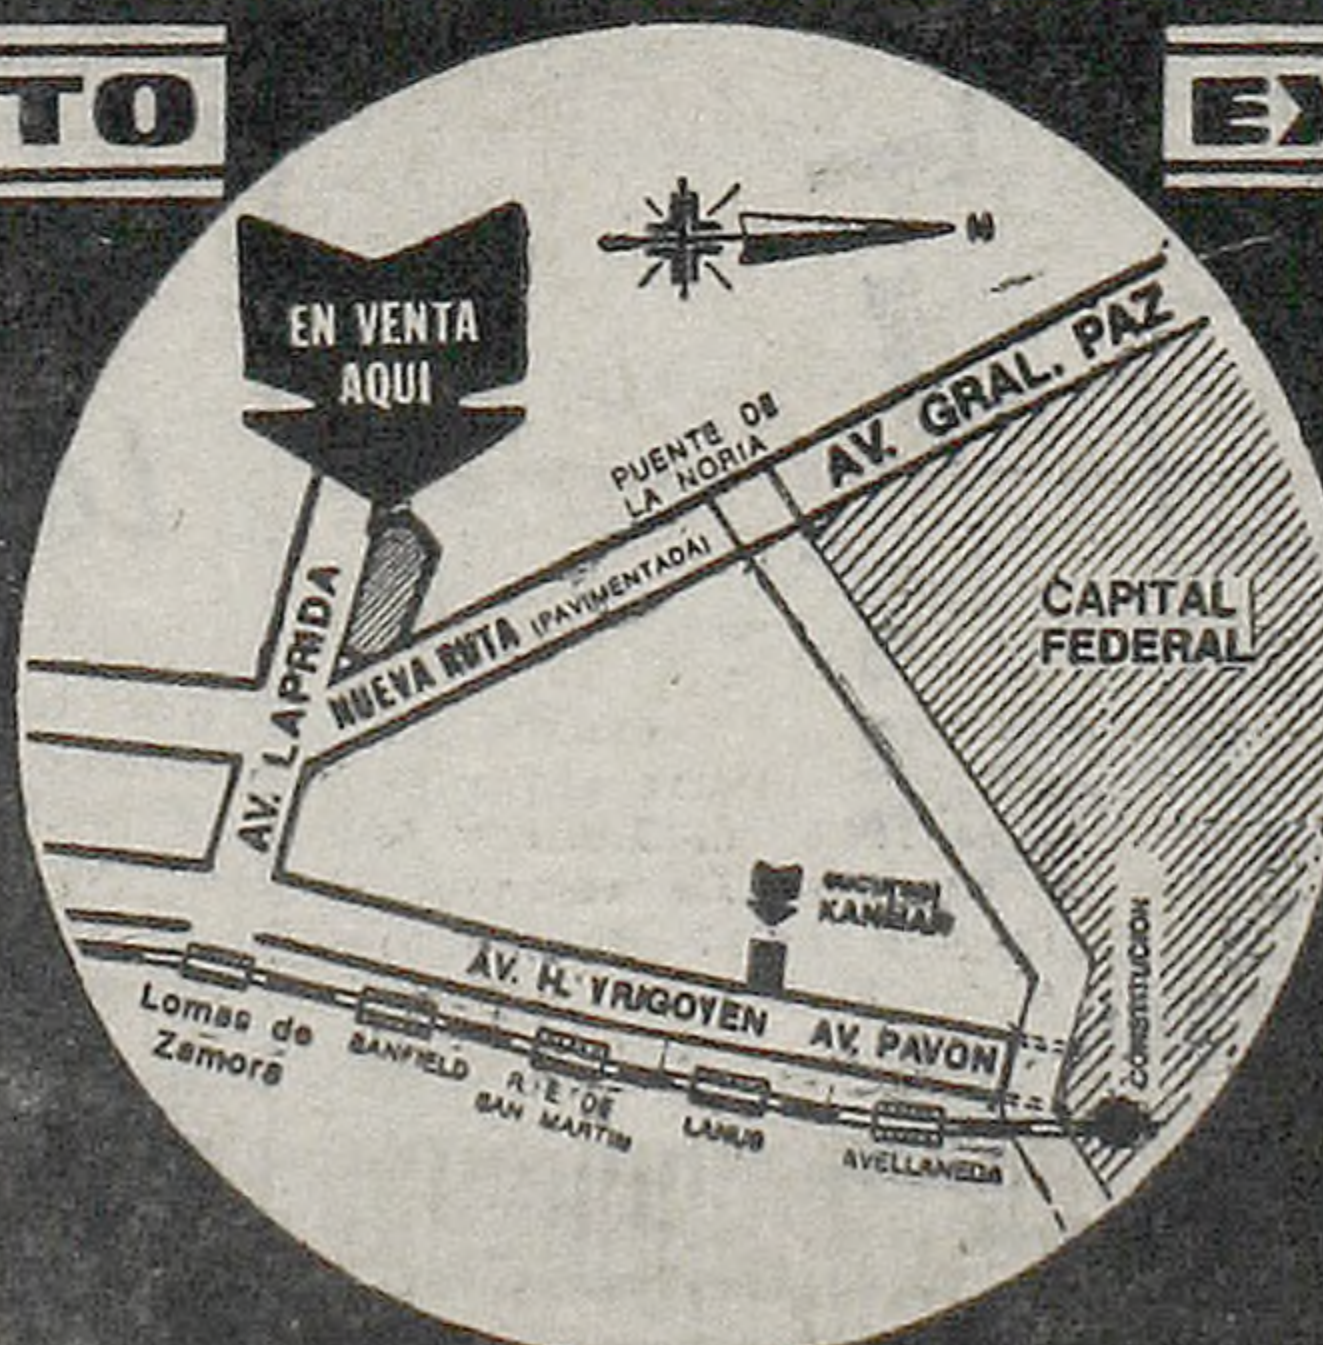 TO
EX
EN VENTA
AQUI
N
AV. GRAL. PAZ
PUENTE DE
LA NORIA
NUEVA RUTA (PAVIMENTADA)
AV. LAPRIDA
CAPITAL
FEDERAL
CONSTITUCION
AV. H. YRIGOYEN
AV. PAVON
Lomas de
Zamora
BANFIELD
R. E. DE
SAN MARTIN
LANUS
AVELLANEDA